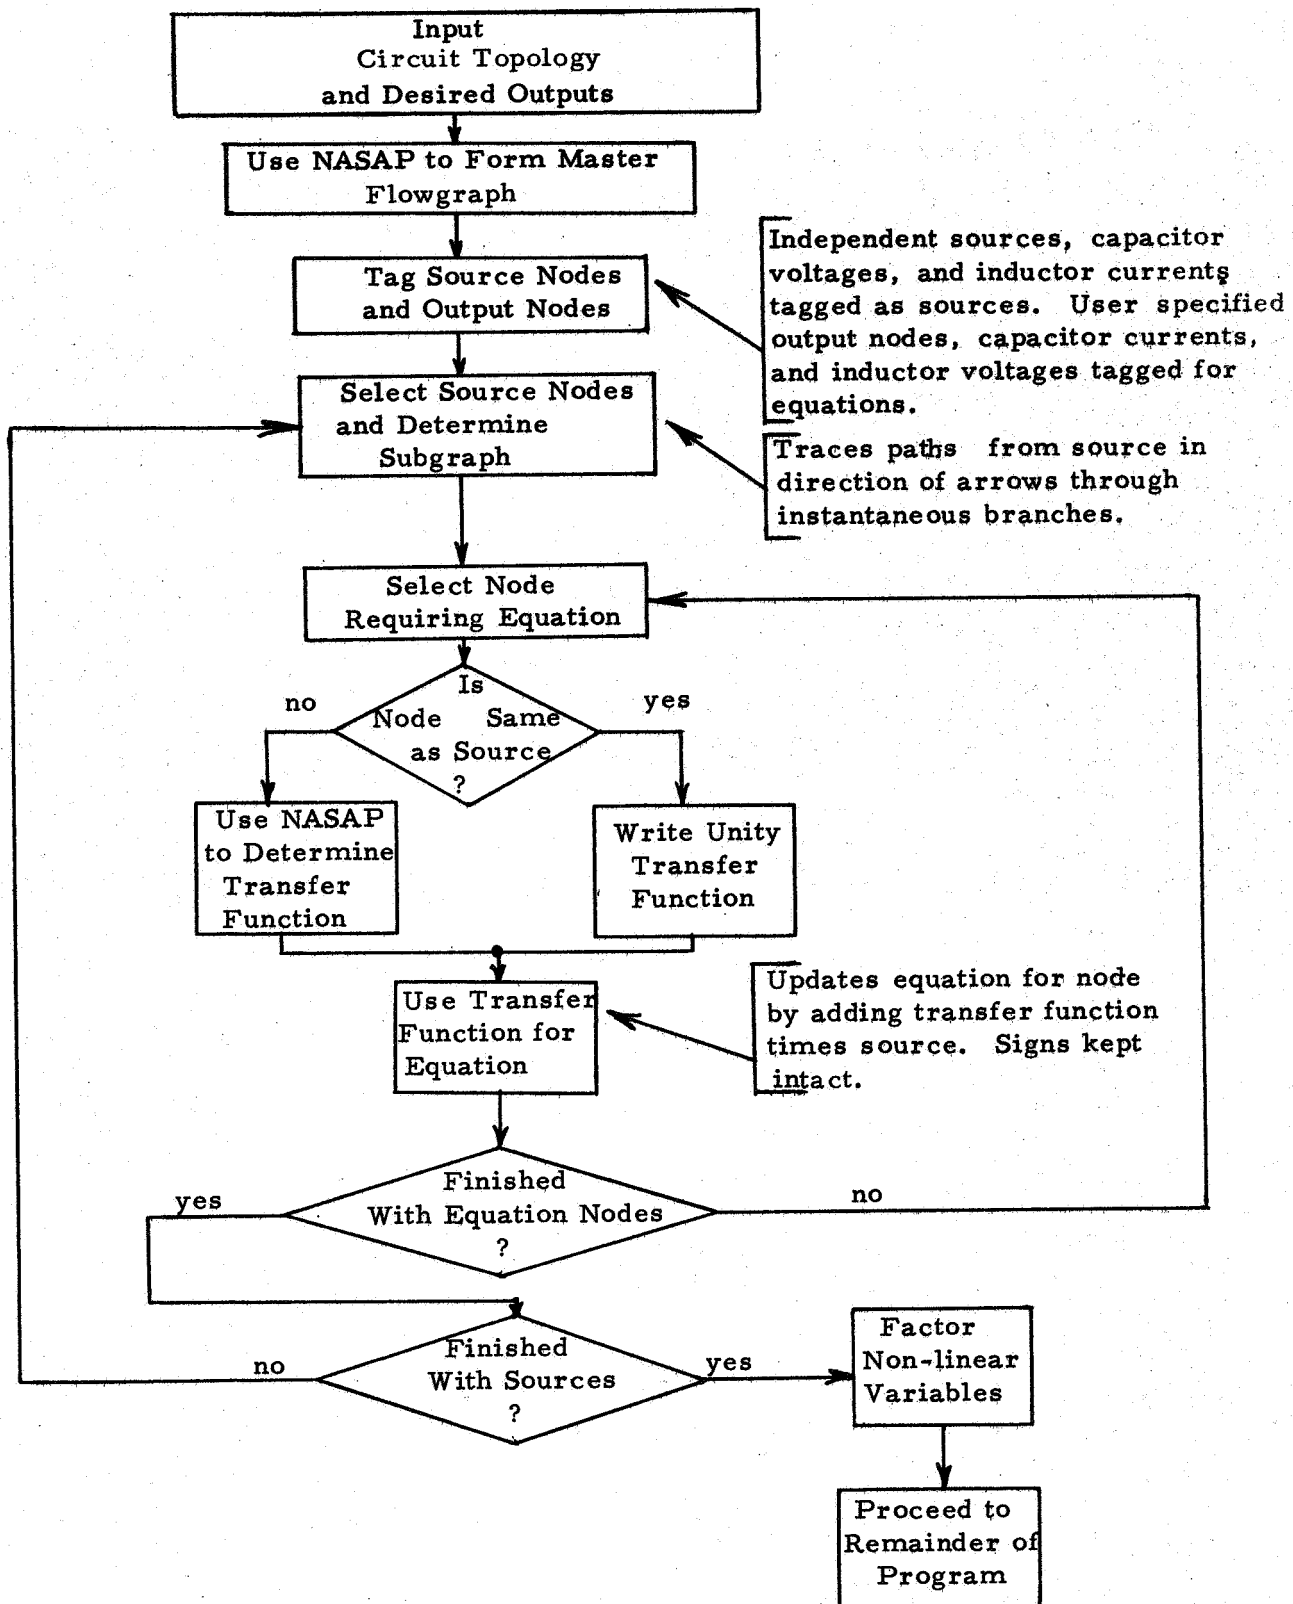 Input
Circuit Topology
and Desired Outputs
Use NASAP to Form Master
Flowgraph
Tag Source Nodes
and Output Nodes
Independent sources, capacitor
voltages, and inductor currents
tagged as sources. User specified
output nodes, capacitor currents,
and inductor voltages tagged for
equations.
Select Source Nodes
and Determine
Subgraph
Traces paths from source in
direction of arrows through
instantaneous branches.
Select Node
Requiring Equation
Is
Node Same
as Source
?
no
yes
Use NASAP
to Determine
Transfer
Function
Write Unity
Transfer
Function
Use Transfer
Function for
Equation
Updates equation for node
by adding transfer function
times source. Signs kept
intact.
Finished
With Equation Nodes
?
yes
no
Finished
With Sources
?
no
yes
Factor
Non-linear
Variables
Proceed to
Remainder of
Program